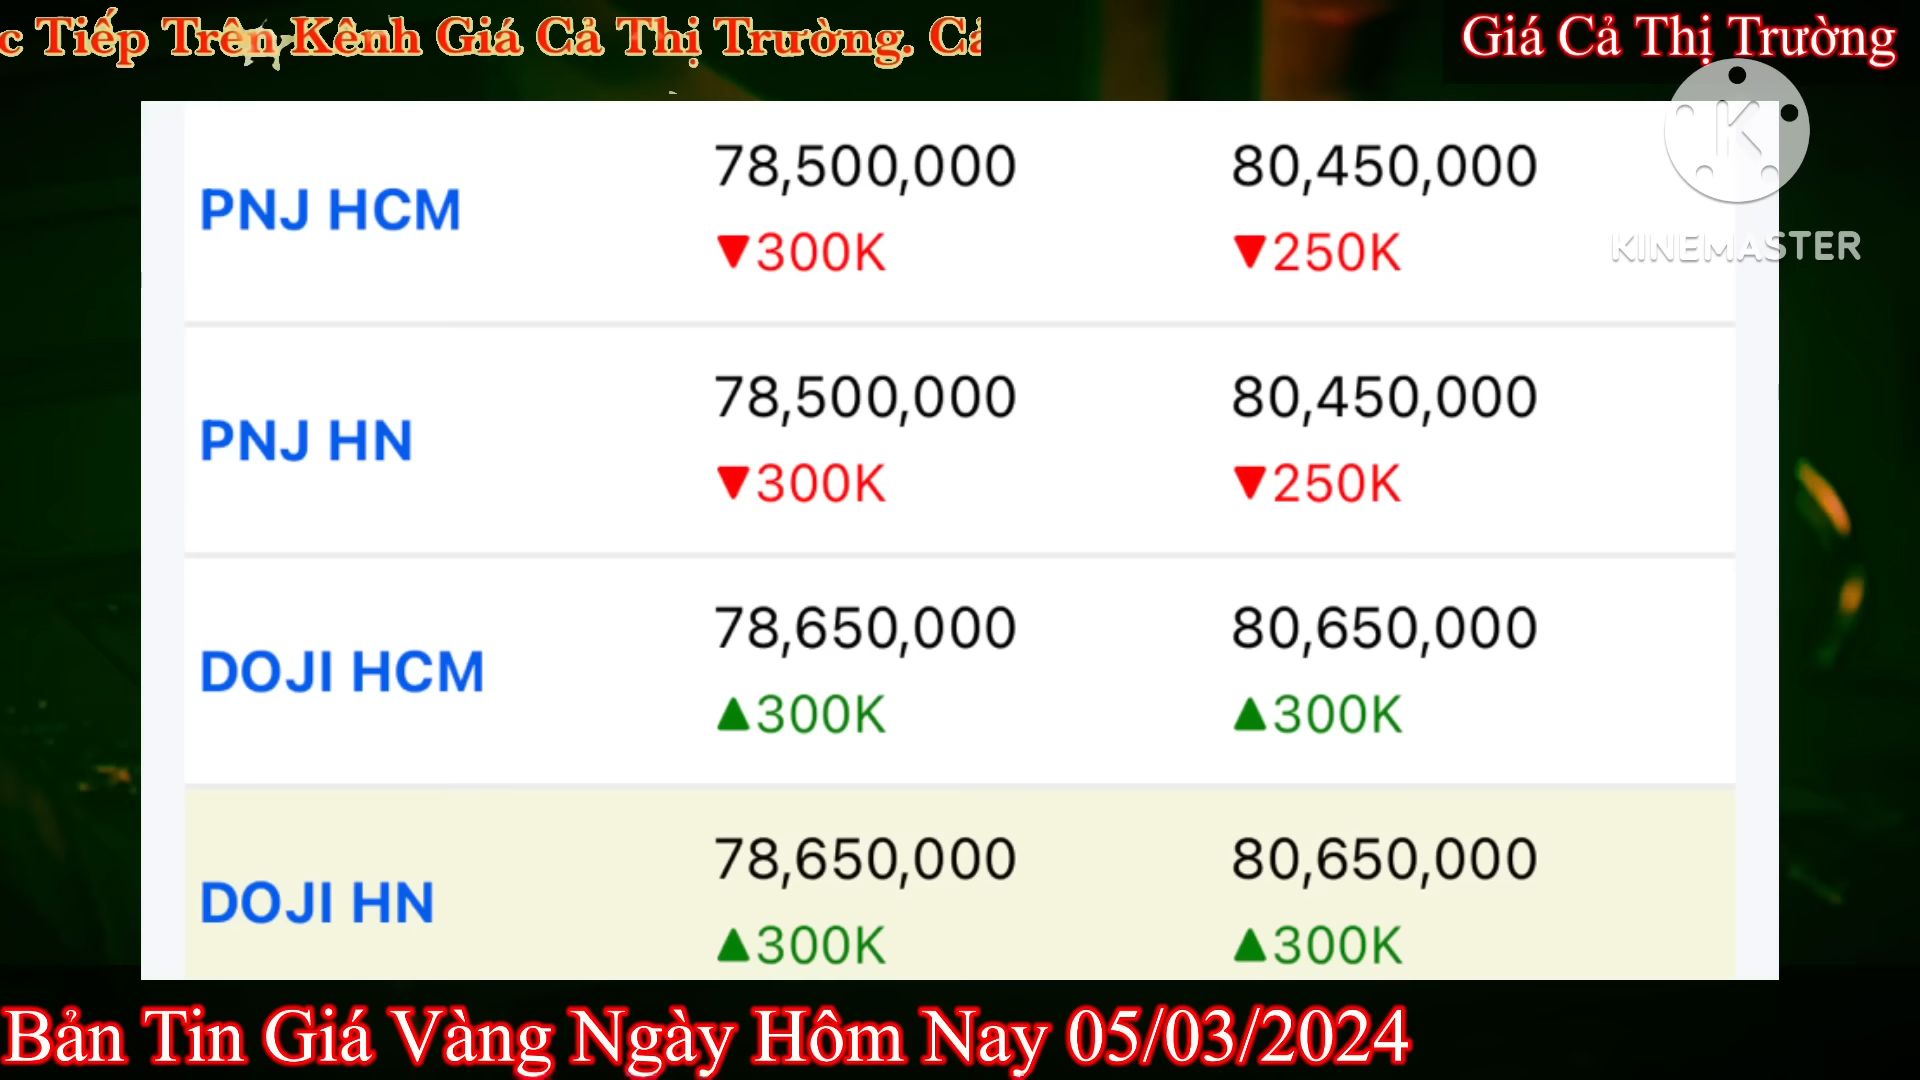 c Tiếp Trên Kênh Giá Cả Thị Trường. Cá
Giá Cả Thị Trường
K
KINEMASTER
PNJ HCM
78,500,000
80,450,000
▼300K
▼250K
PNJ HN
78,500,000
80,450,000
▼300K
▼250K
DOJI HCM
78,650,000
80,650,000
▲300K
▲300K
DOJI HN
78,650,000
80,650,000
▲300K
▲300K
Bản Tin Giá Vàng Ngày Hôm Nay 05/03/2024